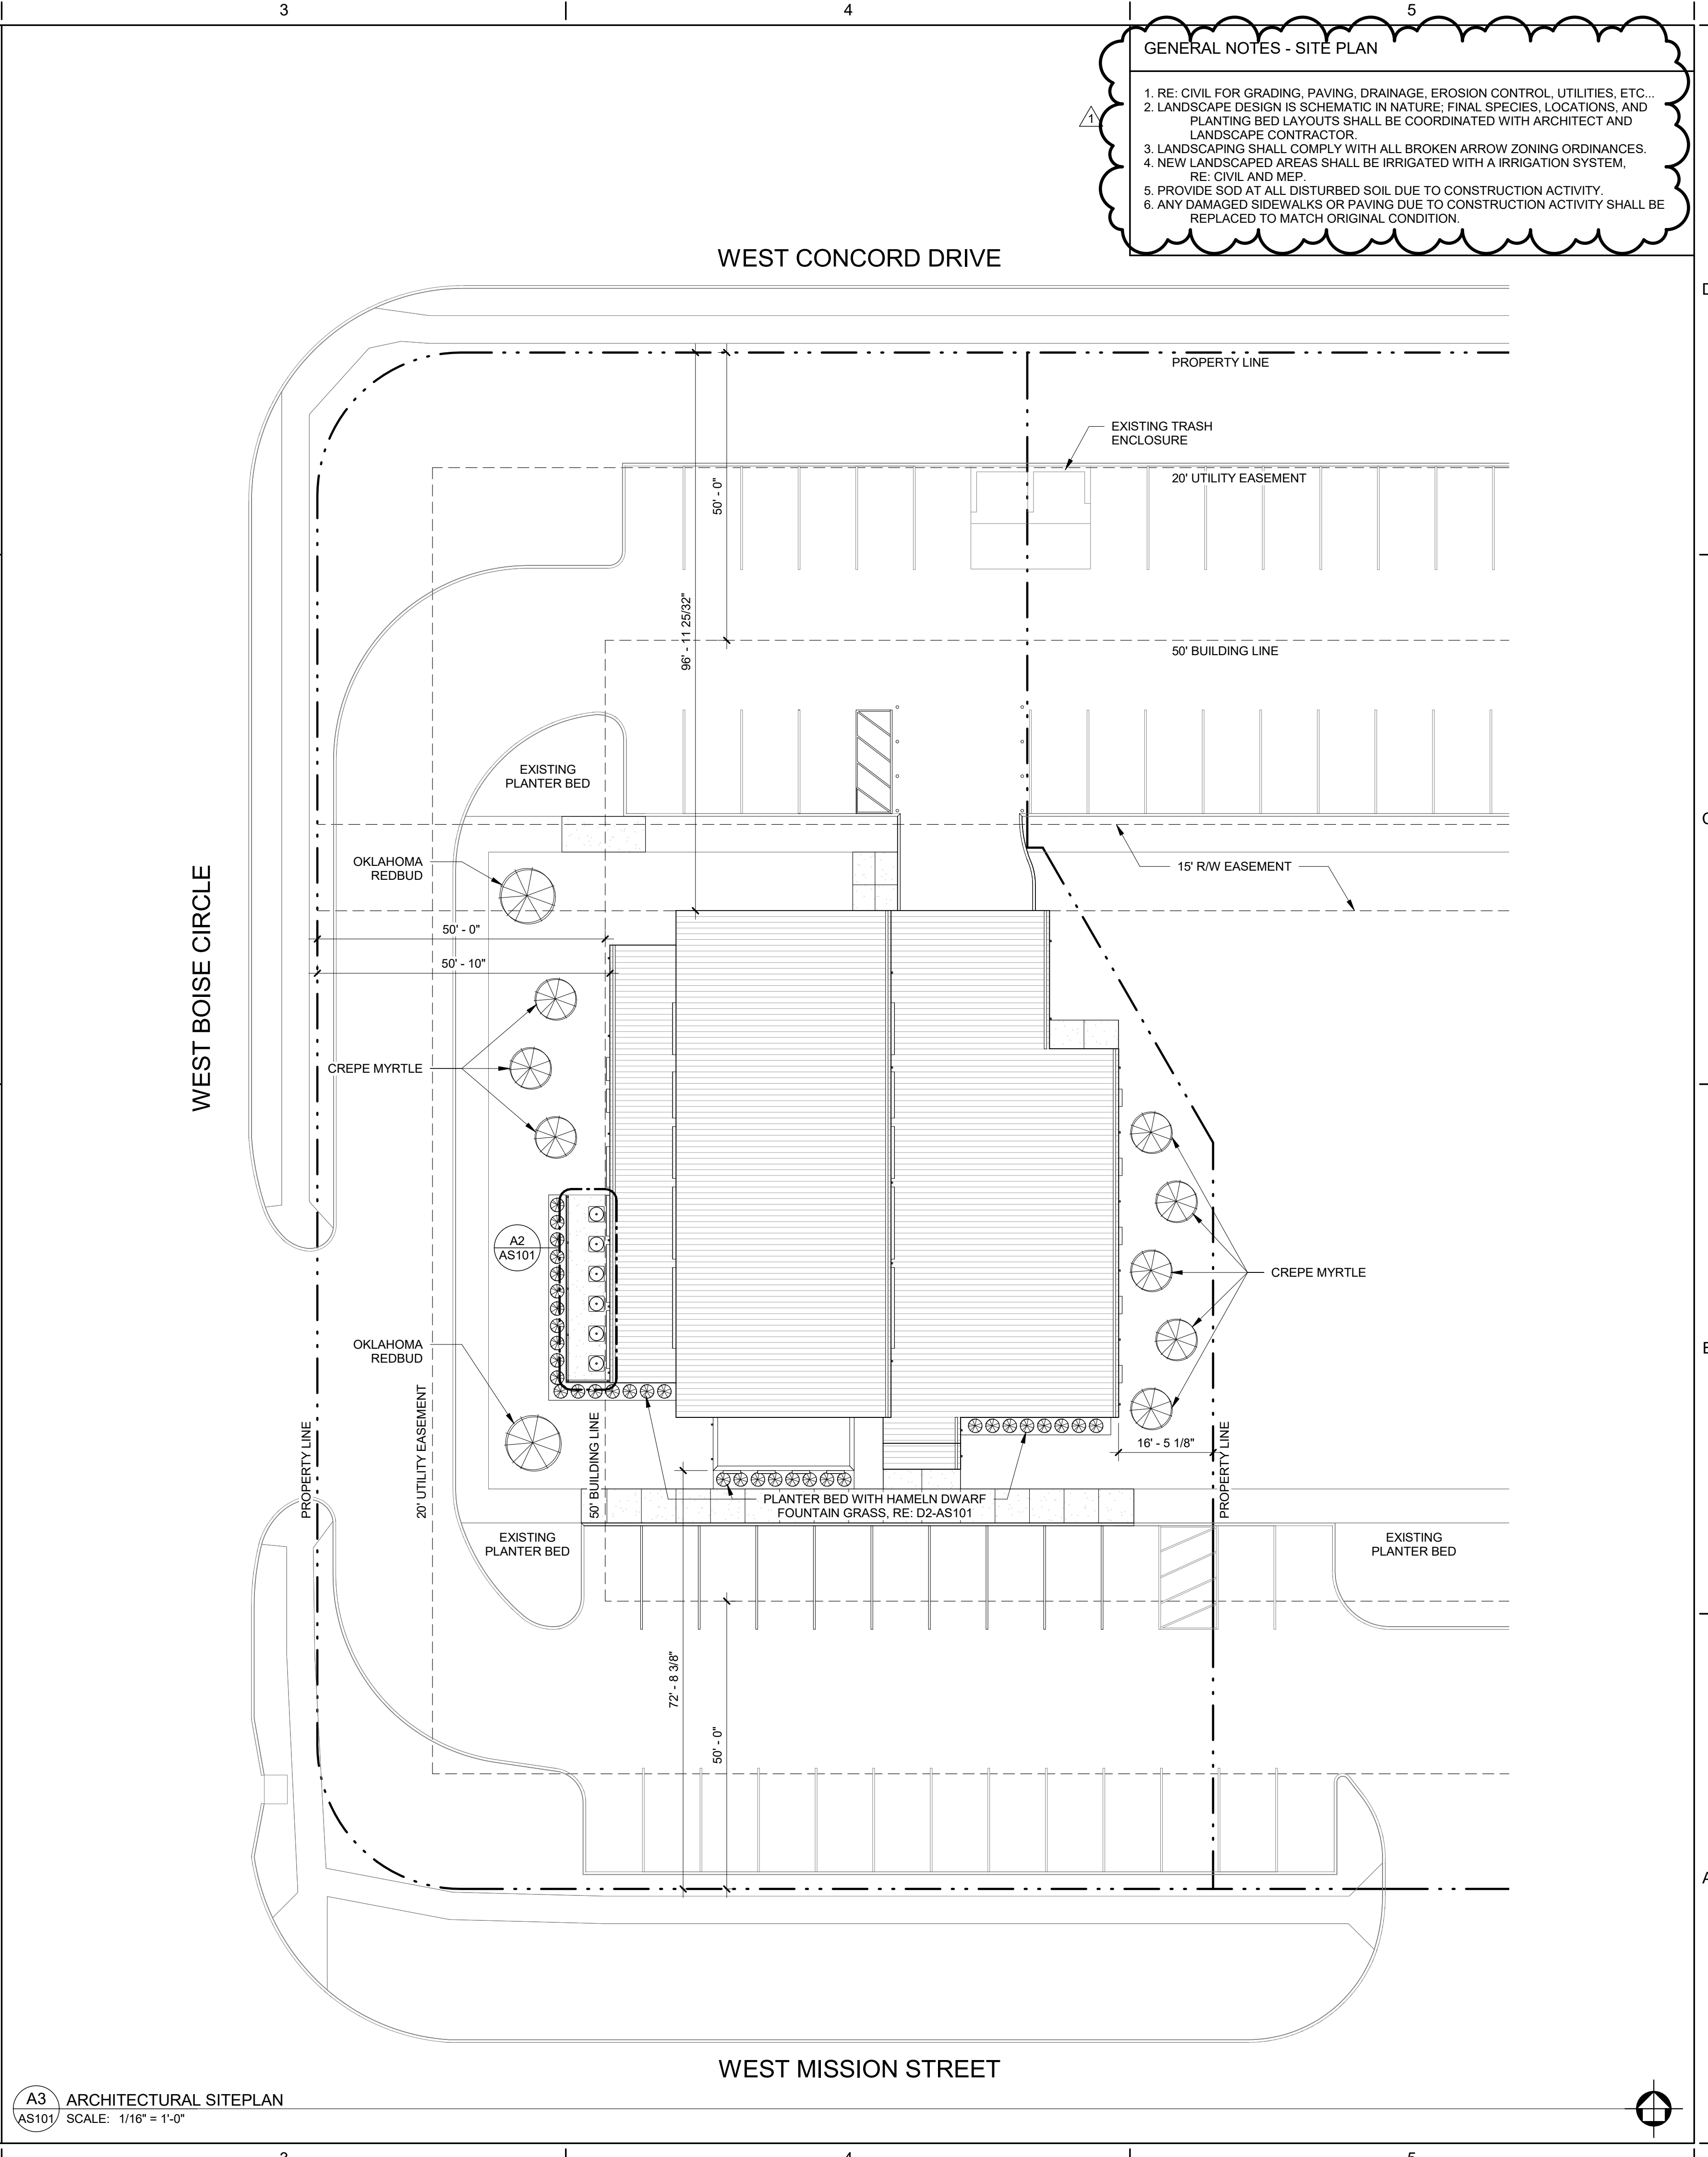 3
4
5
GENERAL NOTES - SITE PLAN
1. RE: CIVIL FOR GRADING, PAVING, DRAINAGE, EROSION CONTROL, UTILITIES, ETC...
2. LANDSCAPE DESIGN IS SCHEMATIC IN NATURE; FINAL SPECIES, LOCATIONS, AND
PLANTING BED LAYOUTS SHALL BE COORDINATED WITH ARCHITECT AND
LANDSCAPE CONTRACTOR.
3. LANDSCAPING SHALL COMPLY WITH ALL BROKEN ARROW ZONING ORDINANCES.
4. NEW LANDSCAPED AREAS SHALL BE IRRIGATED WITH A IRRIGATION SYSTEM,
RE: CIVIL AND MEP.
5. PROVIDE SOD AT ALL DISTURBED SOIL DUE TO CONSTRUCTION ACTIVITY.
6. ANY DAMAGED SIDEWALKS OR PAVING DUE TO CONSTRUCTION ACTIVITY SHALL BE
REPLACED TO MATCH ORIGINAL CONDITION.
1
WEST CONCORD DRIVE
PROPERTY LINE
EXISTING TRASH
ENCLOSURE
20' UTILITY EASEMENT
50' - 0"
96' - 11 25/32"
50' BUILDING LINE
EXISTING
PLANTER BED
OKLAHOMA
REDBUD
15' R/W EASEMENT
WEST BOISE CIRCLE
50' - 0"
50' - 10"
CREPE MYRTLE
A2
AS101
CREPE MYRTLE
OKLAHOMA
REDBUD
PROPERTY LINE
20' UTILITY EASEMENT
50' BUILDING LINE
16' - 5 1/8"
PROPERTY LINE
PLANTER BED WITH HAMELN DWARF
FOUNTAIN GRASS, RE: D2-AS101
EXISTING
PLANTER BED
EXISTING
PLANTER BED
72' - 8 3/8"
50' - 0"
WEST MISSION STREET
A3
AS101
ARCHITECTURAL SITEPLAN
SCALE: 1/16" = 1'-0"